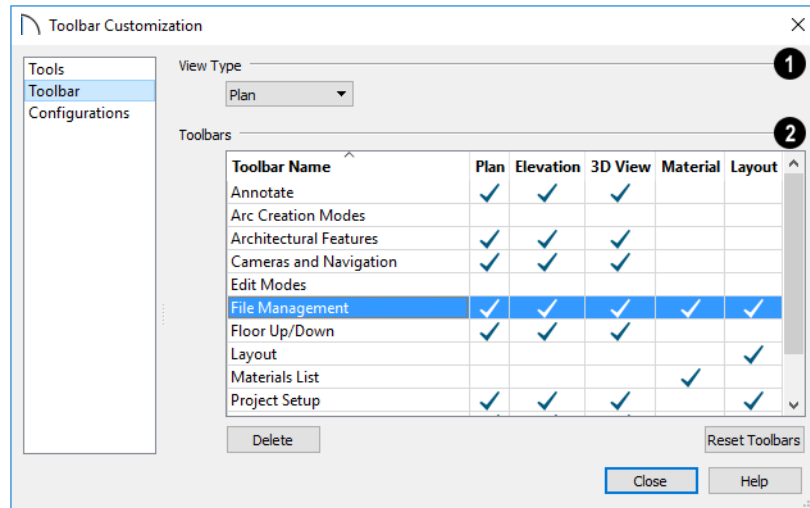 Toolbar Customization
Tools
Toolbar
Configurations
View Type
1
Plan
Toolbars
2
Toolbar Name Plan Elevation 3D View Material Layout
Annotate
Arc Creation Modes
Architectural Features
Cameras and Navigation
Edit Modes
File Management
Floor Up/Down
Layout
Materials List
Project Setup
Delete
Reset Toolbars
Close
Help